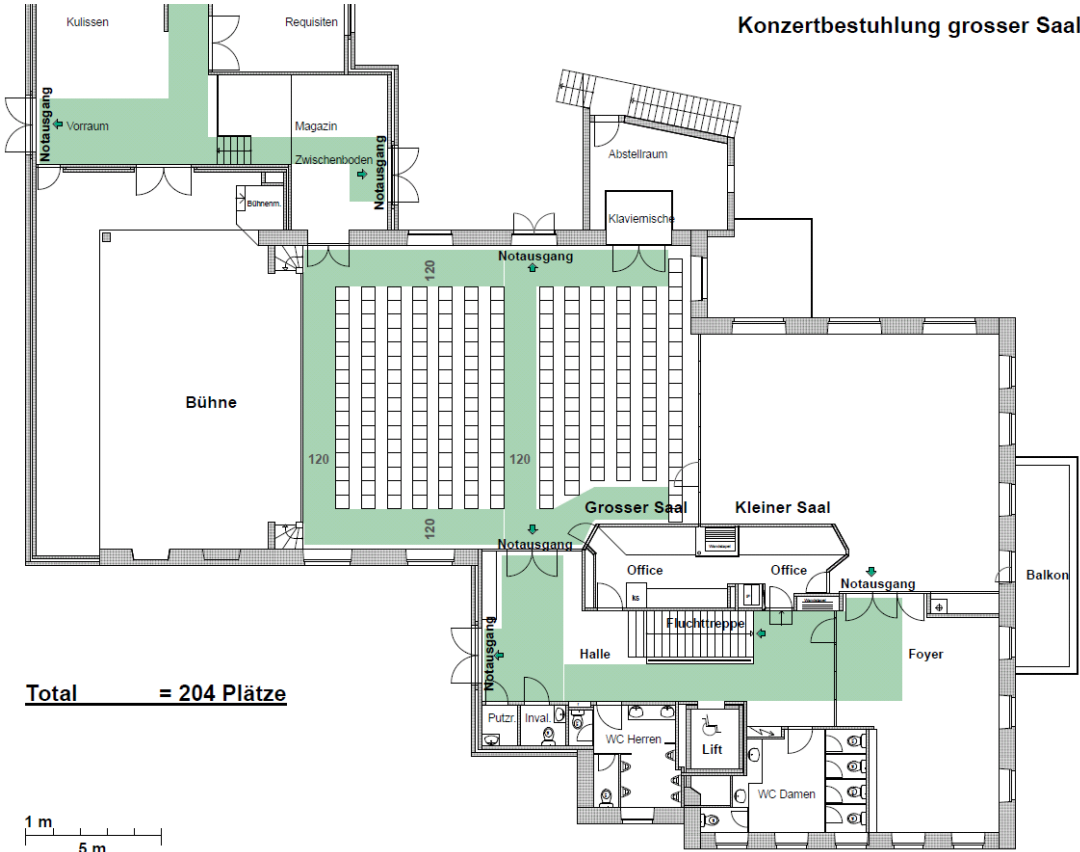 Konzertbestuhlung grosser Saal
Kulissen
Requisiten
Notausgang
Vorraum
Magazin
Zwischenboden
Notausgang
Abstellraum
Bühnenm.
Klaviernische
Notausgang
120
Bühne
120
120
120
Grosser Saal
Kleiner Saal
Notausgang
Office
Office
Notausgang
Balkon
ks
Fluchttreppe
Notausgang
Halle
Foyer
Total = 204 Plätze
Putzr.
Inval.
WC Herren
Lift
WC Damen
1 m
5 m